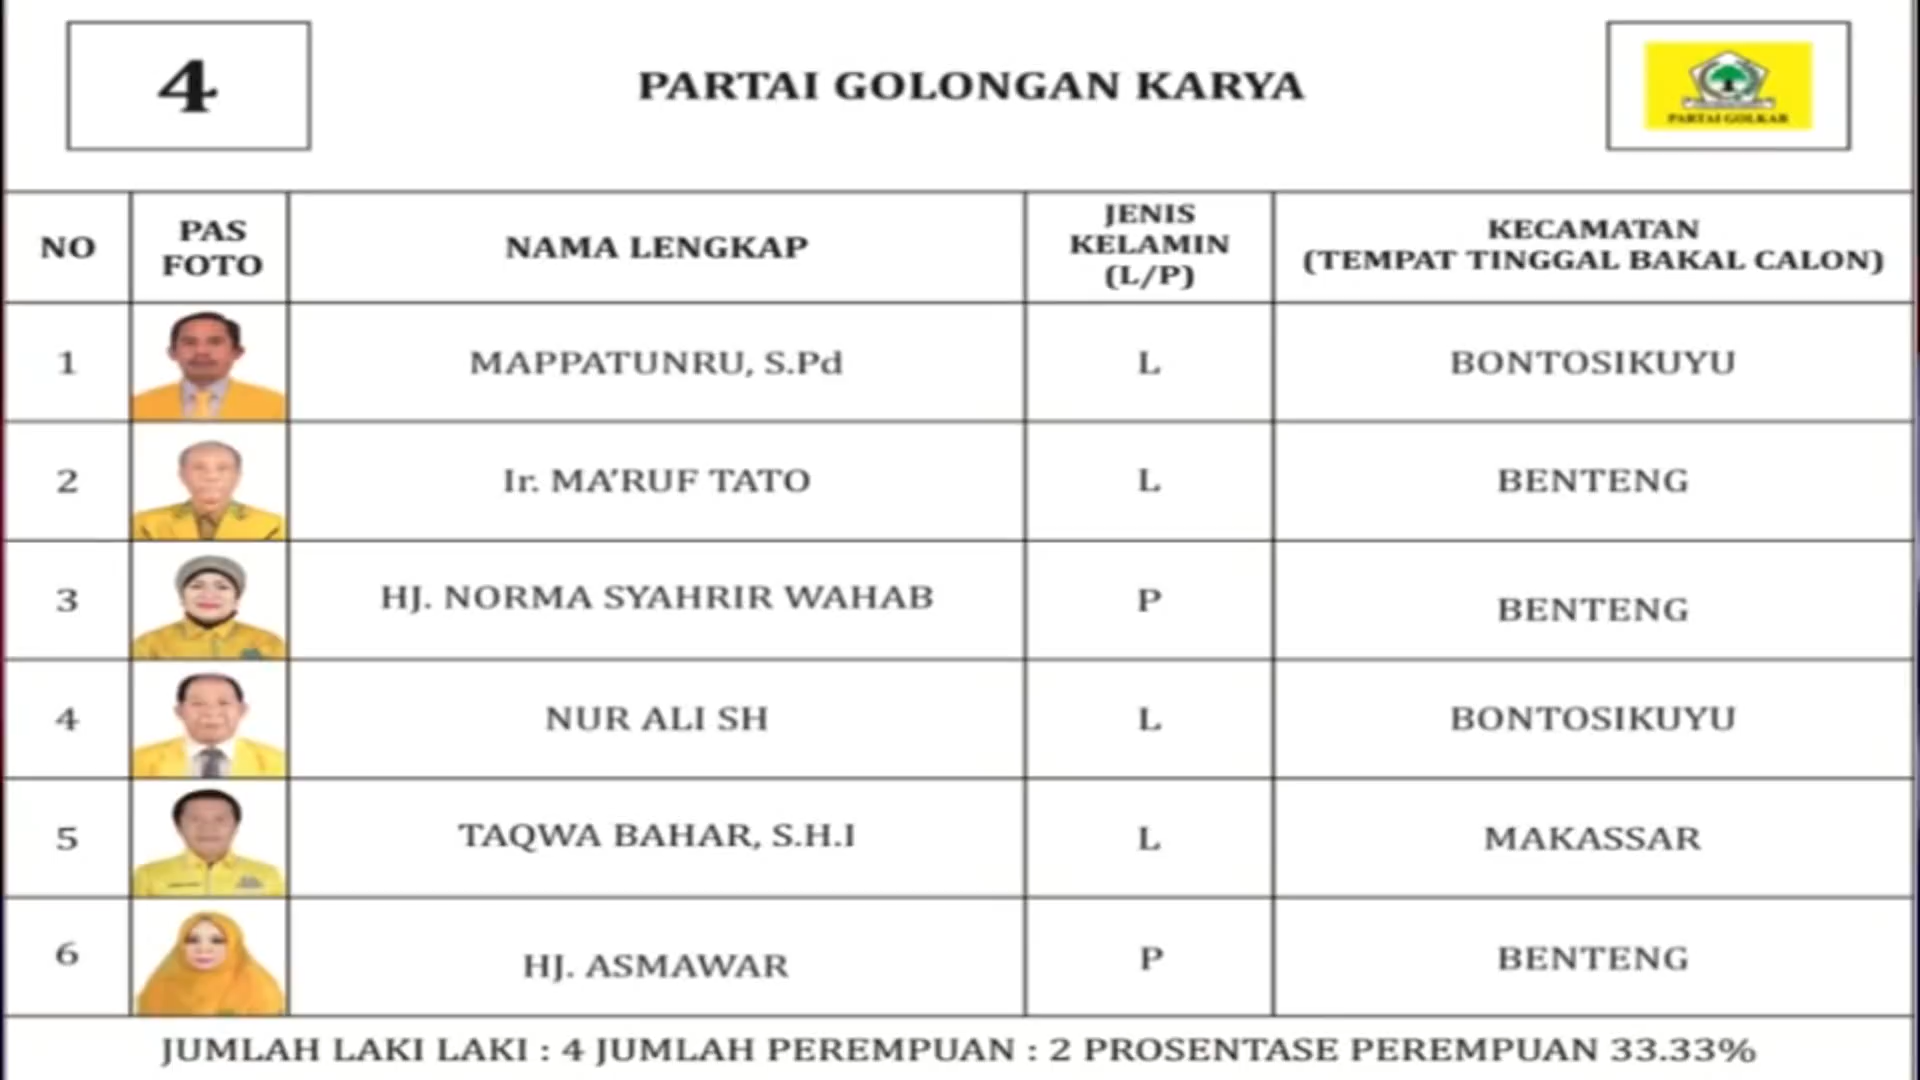 4
PARTAI GOLONGAN KARYA
PARTAI GOLKAR
NO
PAS
FOTO
NAMA LENGKAP
JENIS
KELAMIN
(L/P)
KECAMATAN
(TEMPAT TINGGAL BAKAL CALON)
1 MAPPATUNRU, S.Pd L BONTOSIKUYU
2 Ir. MA’RUF TATO L BENTENG
3 HJ. NORMA SYAHRIR WAHAB P BENTENG
4 NUR ALI SH L BONTOSIKUYU
5 TAQWA BAHAR, S.H.I L MAKASSAR
6 HJ. ASMAWAR P BENTENG
JUMLAH LAKI LAKI : 4 JUMLAH PEREMPUAN : 2 PROSENTASE PEREMPUAN 33.33%